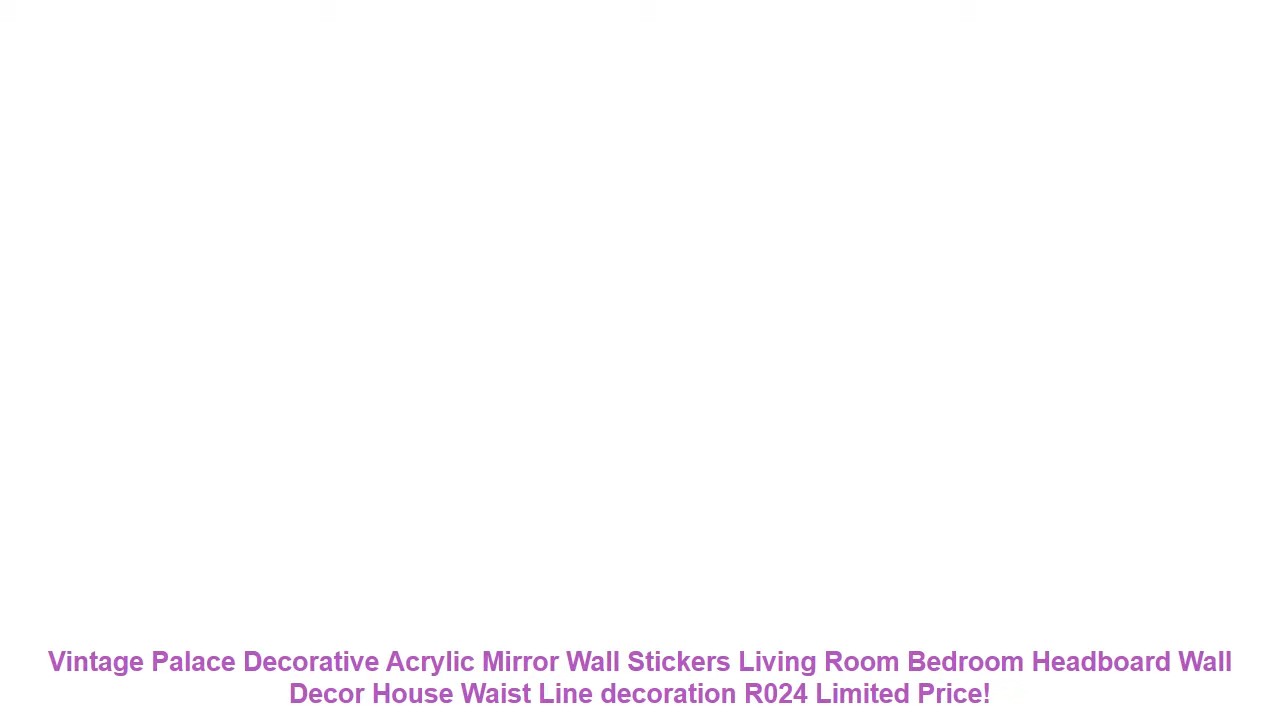 Vintage Palace Decorative Acrylic Mirror Wall Stickers Living Room Bedroom Headboard Wall
Decor House Waist Line decoration R024 Limited Price!